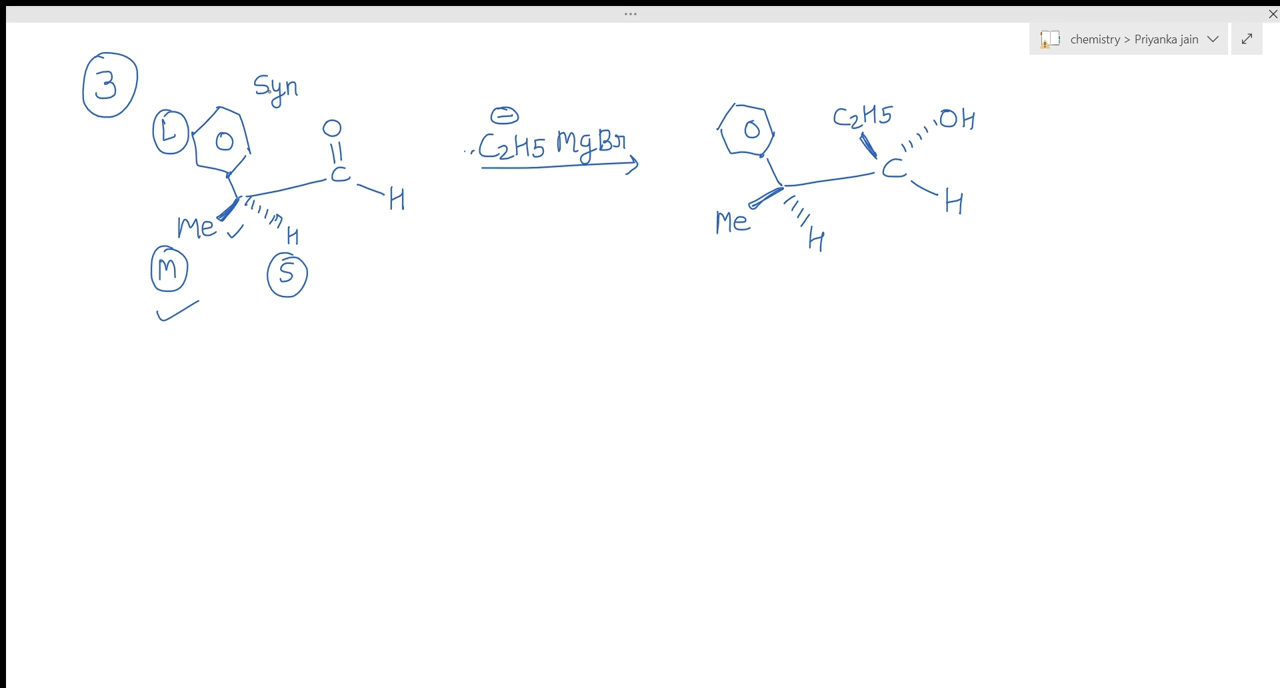 chemistry > Priyanka jain
3
Syn
L
O
O
C
H
Me
H
M
S
C2H5 MgBr
O
C2H5
OH
C
H
Me
H